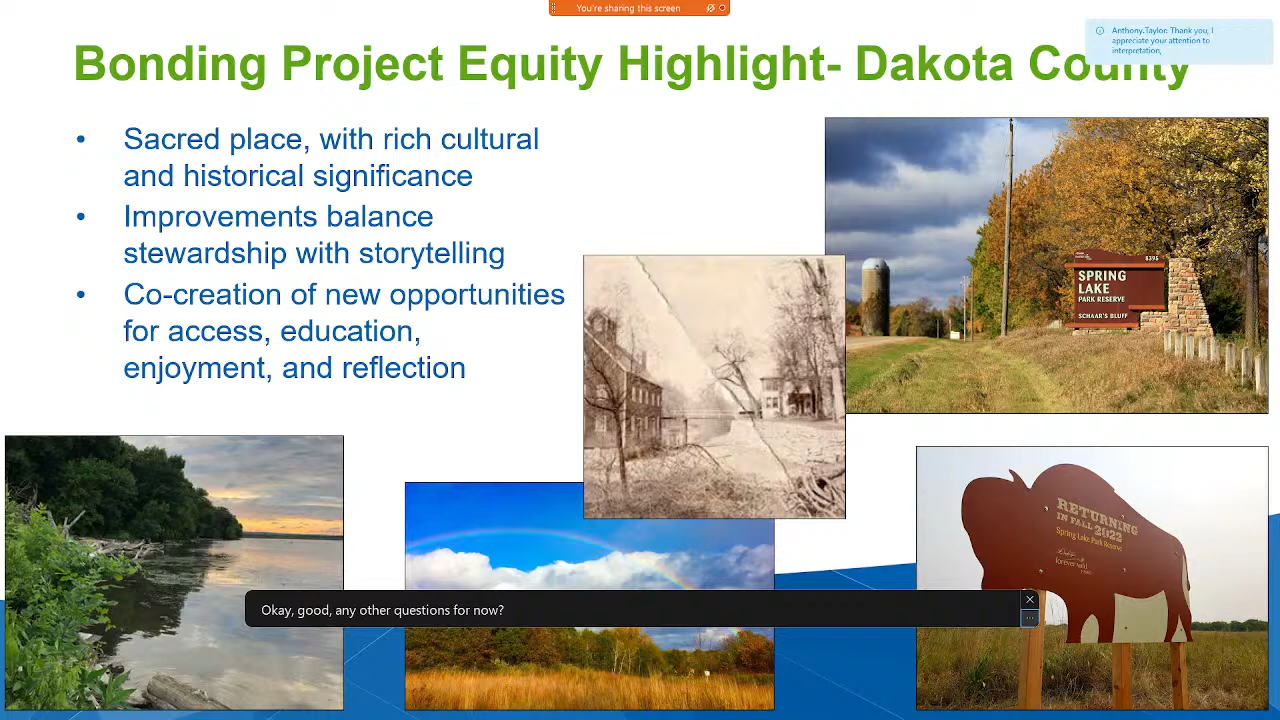 You're sharing this screen
Anthony.Taylor: Thank you, I
appreciate your attention to
interpretation,
Bonding Project Equity Highlight- Dakota County
• Sacred place, with rich cultural
and historical significance
• Improvements balance
stewardship with storytelling
• Co-creation of new opportunities
for access, education,
enjoyment, and reflection
8395
SPRING
LAKE
PARK RESERVE
SCHAAR'S BLUFF
RETURNING
IN FALL 2022
Spring Lake Park Reserve
forever wild
Okay, good, any other questions for now?